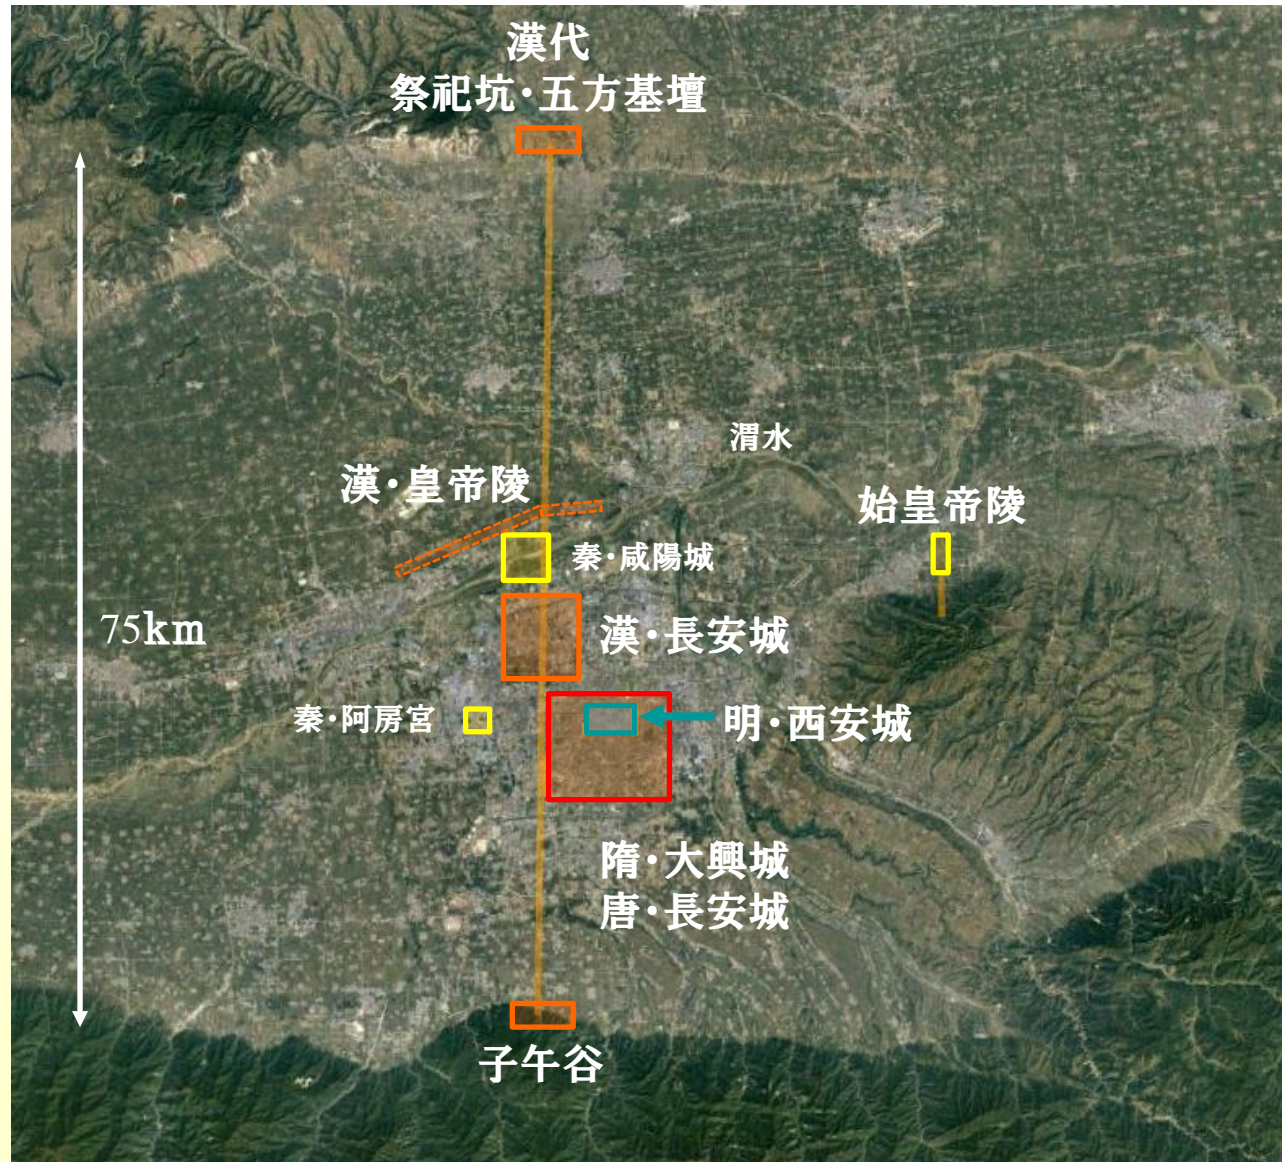 漢代
祭祀坑・五方基壇
渭水
漢・皇帝陵
始皇帝陵
秦・咸陽城
75km
漢・長安城
秦・阿房宮
明・西安城
隋・大興城
唐・長安城
子午谷